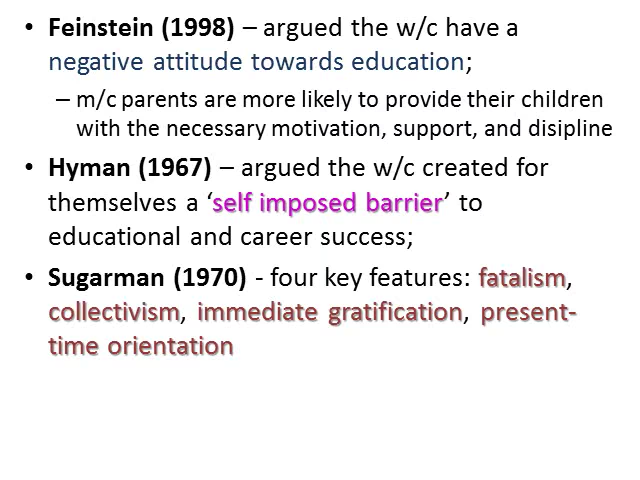 • Feinstein (1998) – argued the w/c have a
negative attitude towards education;
– m/c parents are more likely to provide their children
with the necessary motivation, support, and disipline
• Hyman (1967) – argued the w/c created for
themselves a ‘self imposed barrier’ to
educational and career success;
• Sugarman (1970) - four key features: fatalism,
collectivism, immediate gratification, present-
time orientation